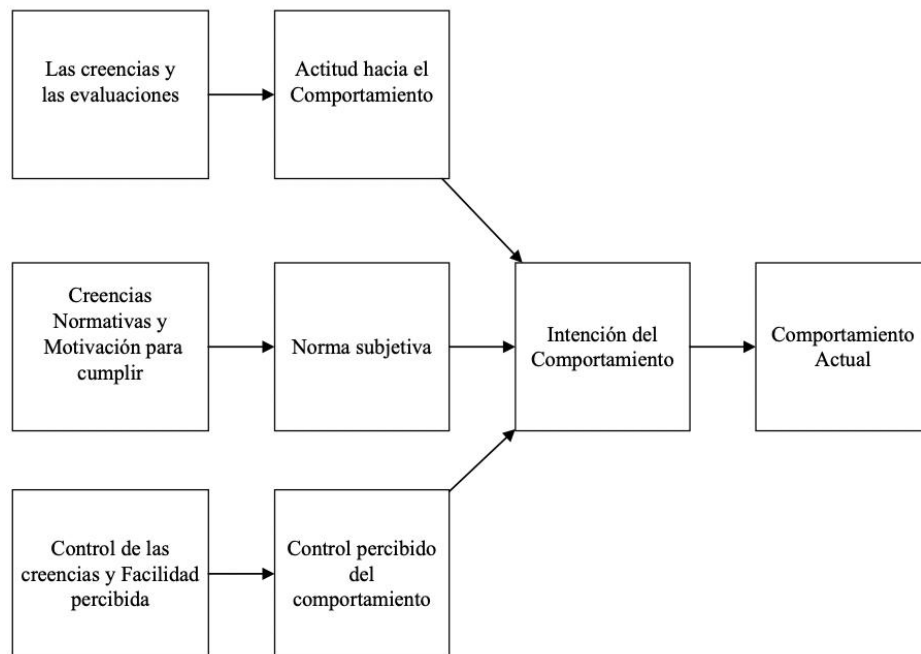 Las creencias y
las evaluaciones
Actitud hacia el
Comportamiento
Creencias
Normativas y
Motivación para
cumplir
Norma subjetiva
Intención del
Comportamiento
Comportamiento
Actual
Control de las
creencias y Facilidad
percibida
Control percibido
del
comportamiento